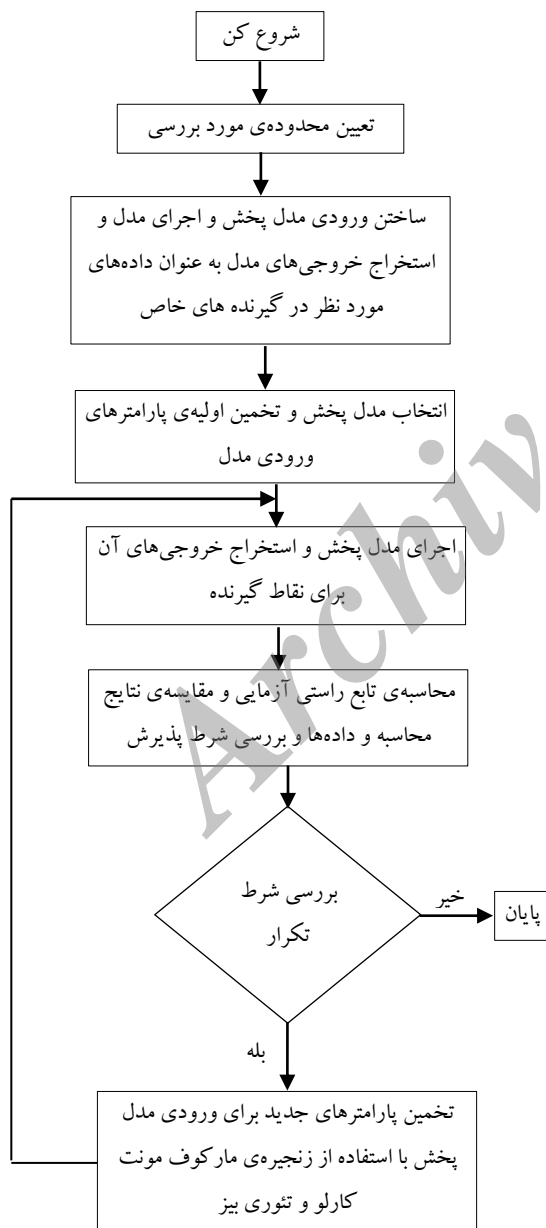 شروع کن
تعیین محدوده‌ی مورد بررسی
ساختن ورودی مدل پخش و اجرای مدل و
استخراج خروجی‌های مدل به عنوان داده‌های
مورد نظر در گیرنده های خاص
انتخاب مدل پخش و تخمین اولیه‌ی پارامترهای
ورودی مدل
اجرای مدل پخش و استخراج خروجی‌های آن
برای نقاط گیرنده
محاسبه‌ی تابع راستی آزمایی و مقایسه‌ی نتایج
محاسبه و داده‌ها و بررسی شرط پذیرش
بررسی شرط
تکرار
خیر
پایان
بله
تخمین پارامترهای جدید برای ورودی مدل
پخش با استفاده از زنجیره‌ی مارکوف مونت
کارلو و تئوری بیز
Archiv